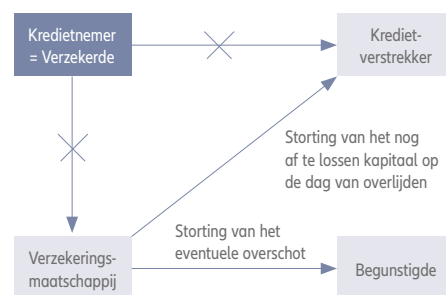 Kredietnemer
= Verzekerde
Krediet-
verstrekker
Storting van het nog
af te lossen kapitaal op
de dag van overlijden
Storting van het
eventuele overschot
Verzekerings-
maatschappij
Begunstigde